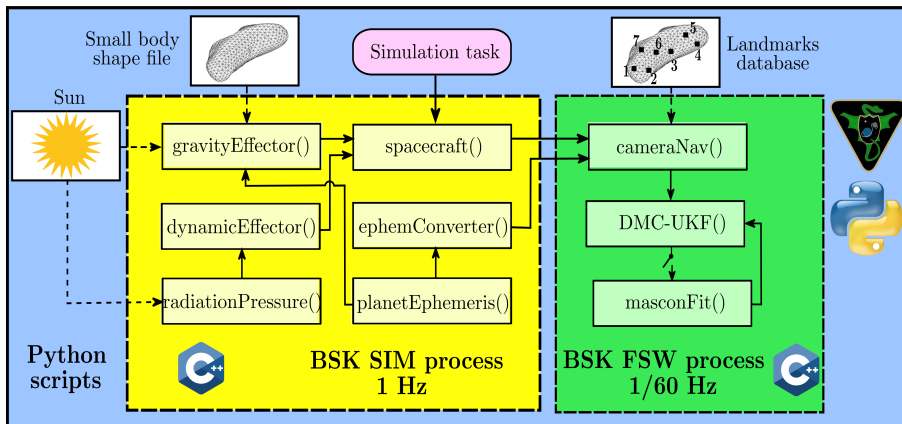 Small body
shape file
Simulation task
1
2
3
4
5
6
7
Landmarks
database
Sun
gravityEffector()
spacecraft()
cameraNav()
dynamicEffector()
ephemConverter()
DMC-UKF()
radiationPressure()
planetEphemeris()
masconFit()
Python
scripts
C++
BSK SIM process
1 Hz
BSK FSW process
1/60 Hz
C++